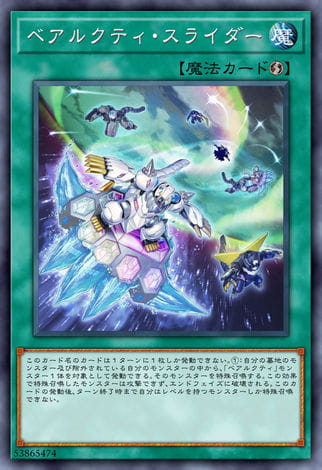 ベアルクティ・スライダー 魔
【魔法カード】
このカード名のカードは1ターンに1枚しか発動できない。①：自分の墓地の
モンスター及び除外されている自分のモンスターの中から、「ベアルクティ」モン
スター1体を対象として発動できる。そのモンスターを特殊召喚する。この効果
で特殊召喚したモンスターは攻撃できず、エンドフェイズに破壊される。このカー
ドの発動後、ターン終了時まで自分はレベルを持つモンスターしか特殊召喚
できない。
53865474